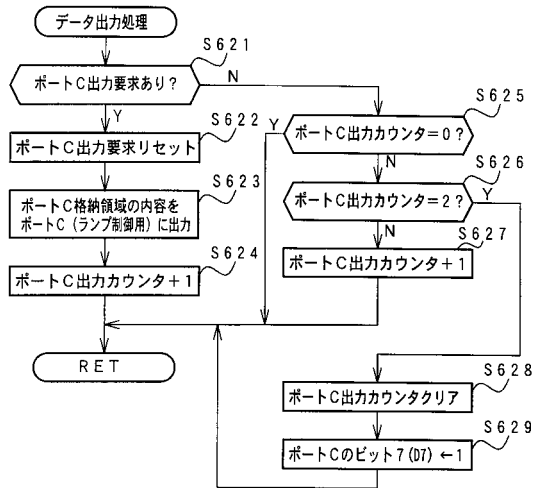 データ出力処理
S621
ポートC出力要求あり?
N
Y
S622
ポートC出力要求リセット
S623
ポートC格納領域の内容を
ポートC(ランプ制御用)に出力
S624
ポートC出力カウンタ+1
RET
S625
ポートC出力カウンタ=0?
Y
N
S626
ポートC出力カウンタ=2?
Y
N
S627
ポートC出力カウンタ+1
S628
ポートC出力カウンタクリア
S629
ポートCのビット7(D7)←1